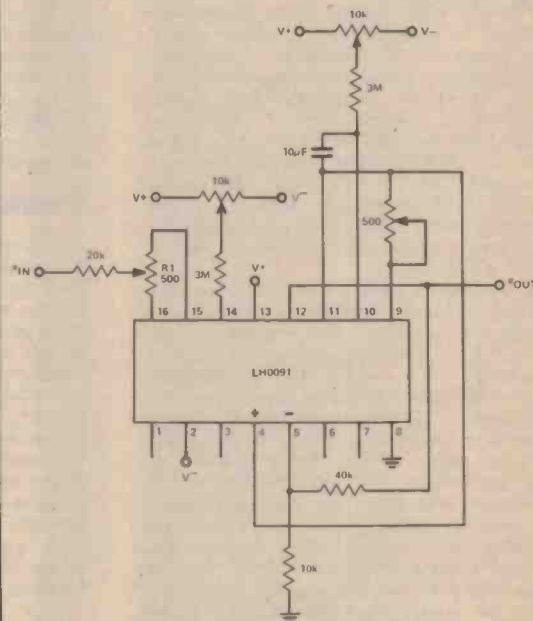 10k
V+ V−
3M
10µF
10k
V+ V−
500
20k
eIN
R1
500
3M
V+
eOUT
16 15 14 13 12 11 10 9
LH0091
+ −
1 2 3 4 5 6 7 8
V−
40k
10k